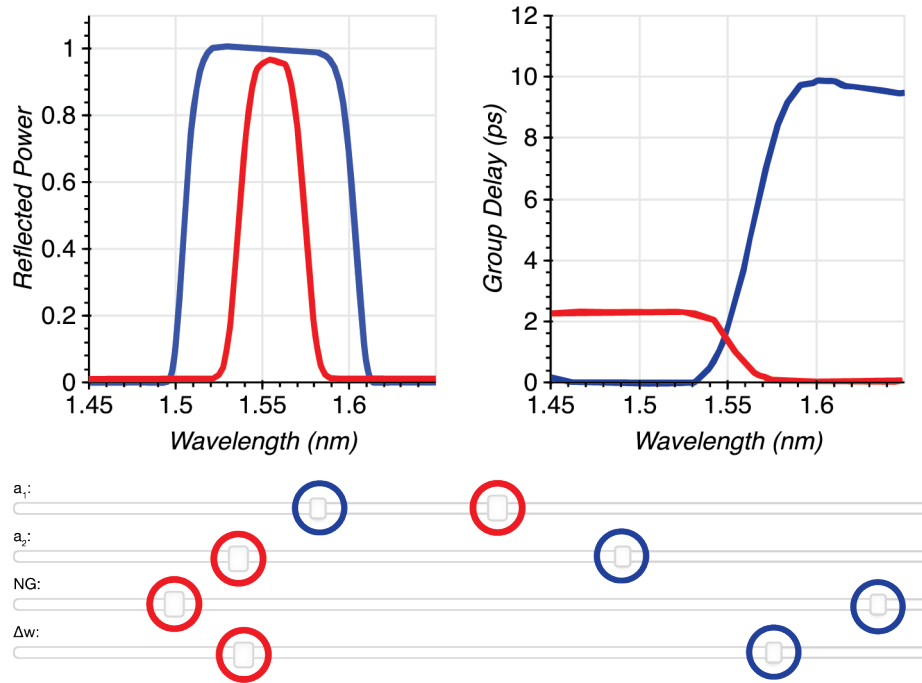 Reflected Power
1
0.8
0.6
0.4
0.2
0
1.45 1.5 1.55 1.6
Wavelength (nm)
Group Delay (ps)
12
10
8
6
4
2
0
1.45 1.5 1.55 1.6
Wavelength (nm)
a₁:
a₂:
NG:
Δw: